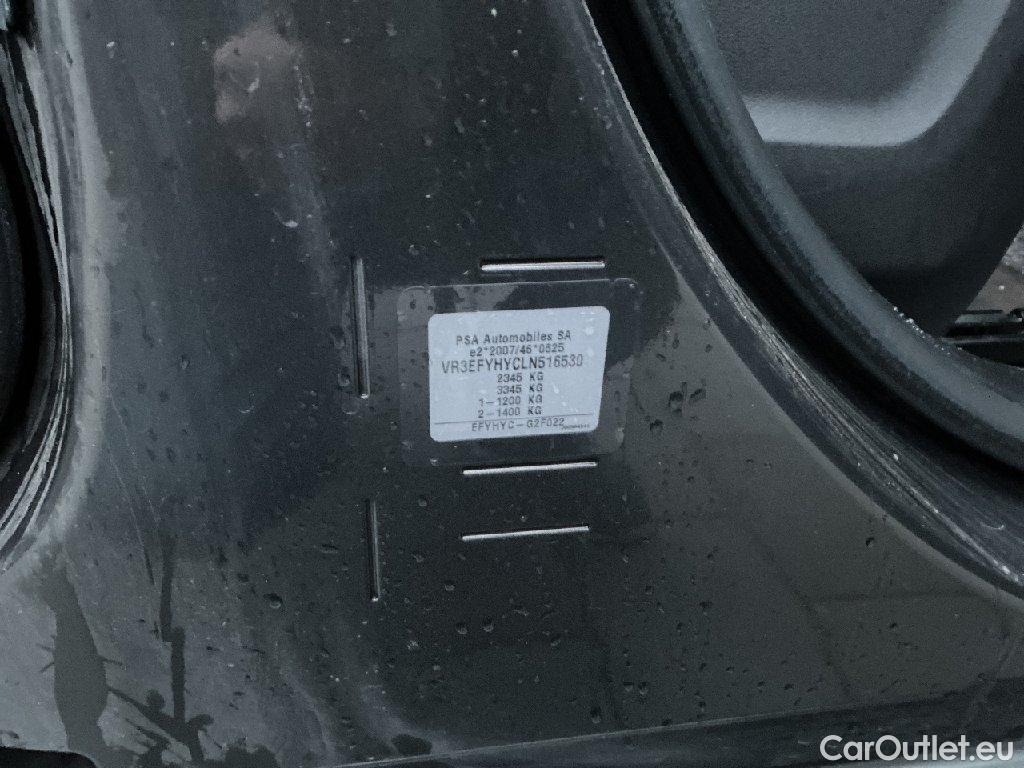 PSA Automobiles SA
e2*2007/46*0625
VR3EFYHYCLN516530
2345 KG
3345 KG
1-1200 KG
2-1400 KG
EFYHYC-G2F022
CarOutlet.eu